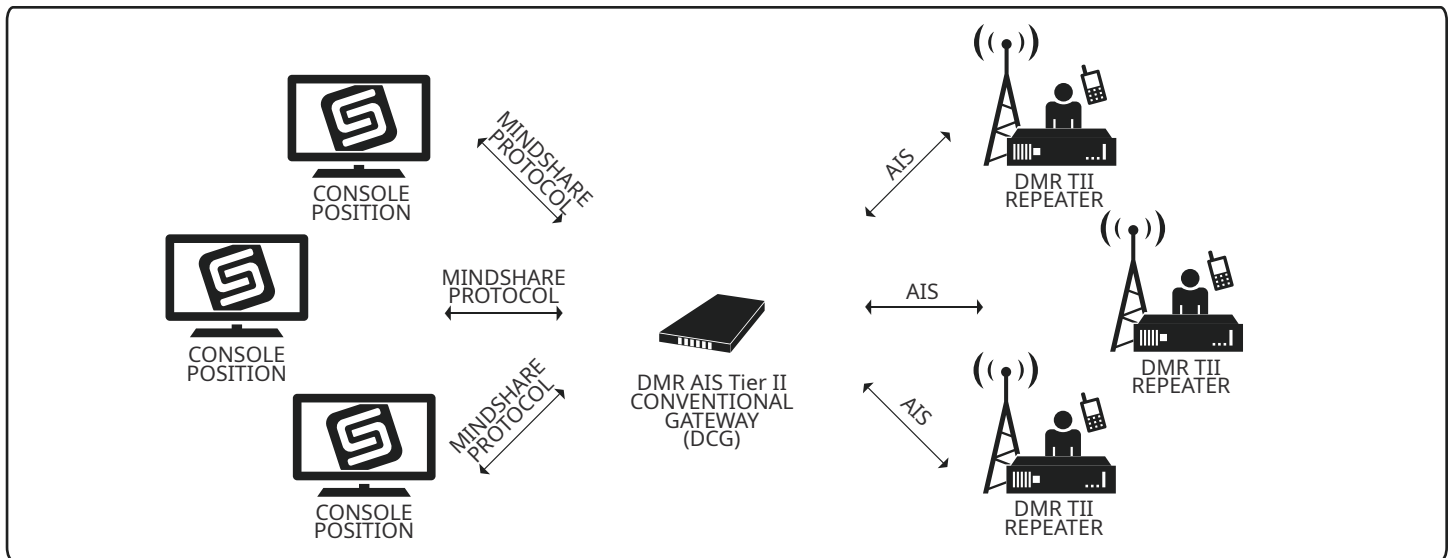 CONSOLE
POSITION
MINDSHARE
PROTOCOL
CONSOLE
POSITION
MINDSHARE
PROTOCOL
CONSOLE
POSITION
MINDSHARE
PROTOCOL
DMR AIS Tier II
CONVENTIONAL
GATEWAY
(DCG)
AIS
DMR TII
REPEATER
AIS
DMR TII
REPEATER
AIS
DMR TII
REPEATER